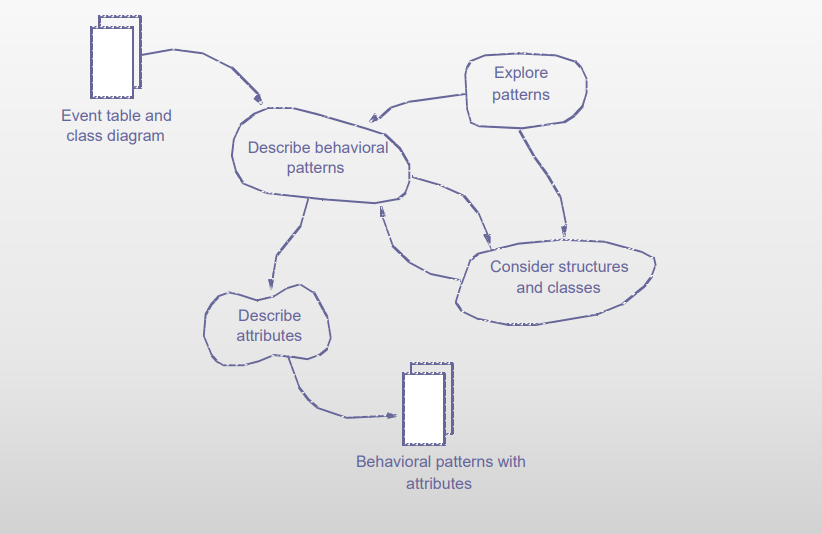 Event table and
class diagram
Explore
patterns
Describe behavioral
patterns
Consider structures
and classes
Describe
attributes
Behavioral patterns with
attributes